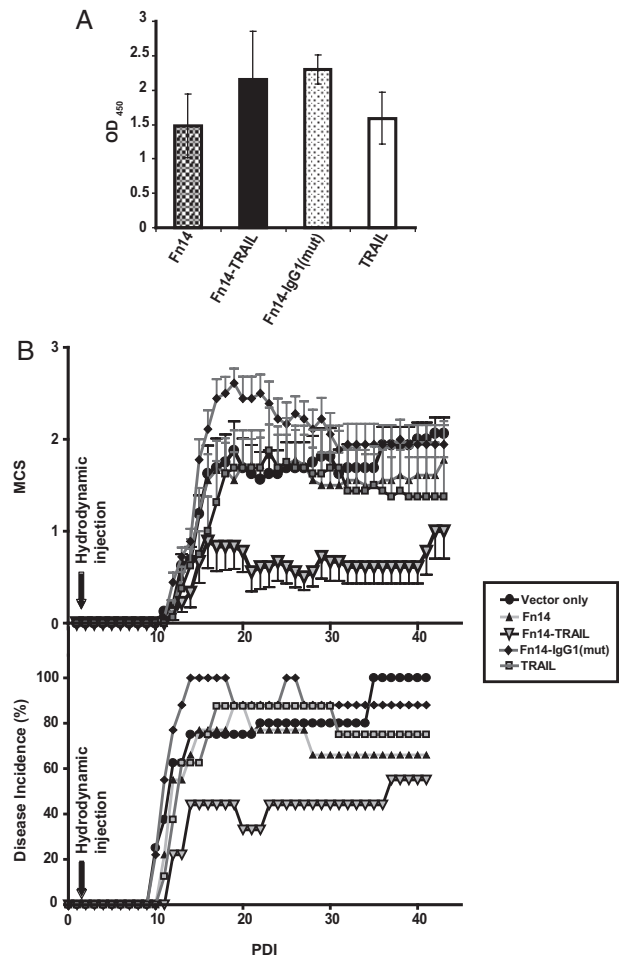 A
3
2.5
2
1.5
1
0.5
0
OD 450
Fn14
Fn14-TRAIL
Fn14-IgG1(mut)
TRAIL
B
3
2
1
0
MCS
Hydrodynamic
injection
10
20
30
40
Vector only
Fn14
Fn14-TRAIL
Fn14-IgG1(mut)
TRAIL
100
80
60
40
20
0
Disease Incidence (%)
Hydrodynamic
injection
0
10
20
30
40
PDI